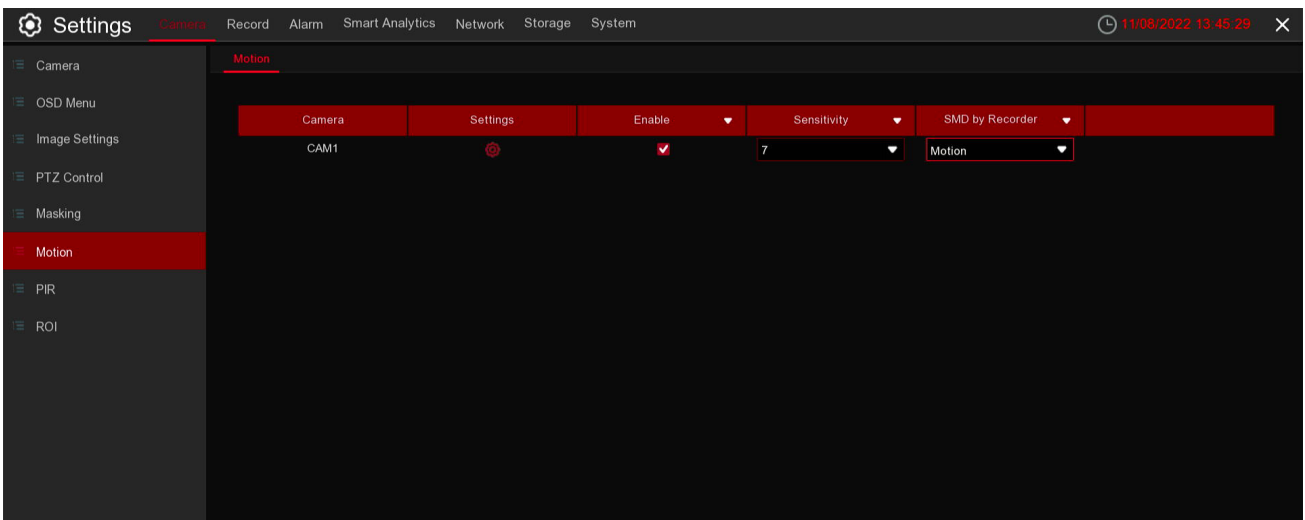 Settings Camera Record Alarm Smart Analytics Network Storage System 11/08/2022 13:45:29
Camera
OSD Menu
Image Settings
PTZ Control
Masking
Motion
PIR
ROI
Motion
Camera Settings Enable Sensitivity SMD by Recorder
CAM1 7 Motion